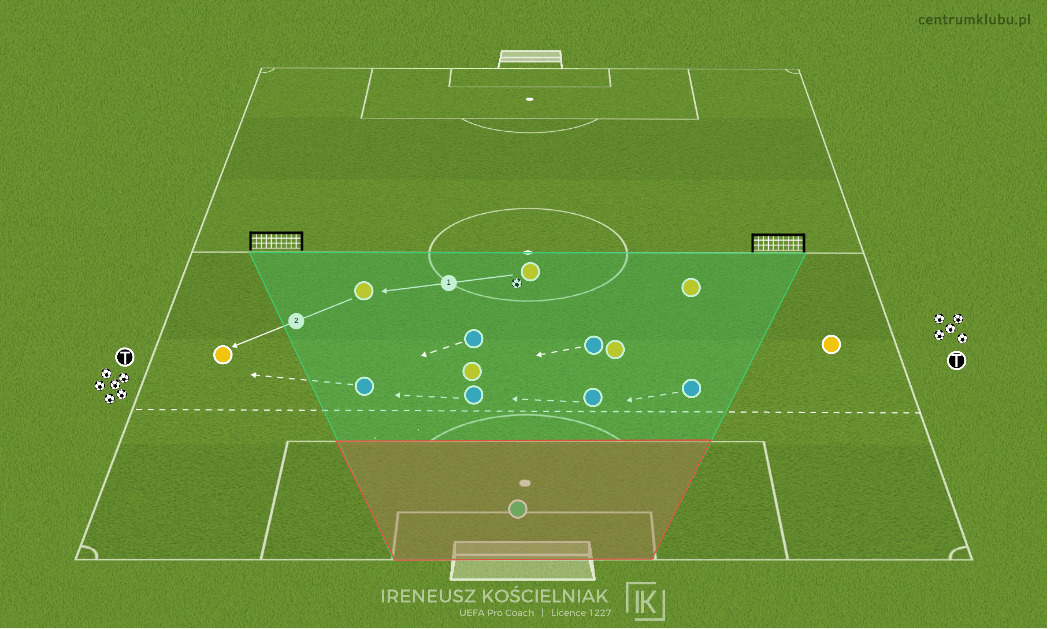 centrumklubu.pl
1
2
T
T
IRENEUSZ KOŚCIELNIAK
UEFA Pro Coach | Licence 1227
IK